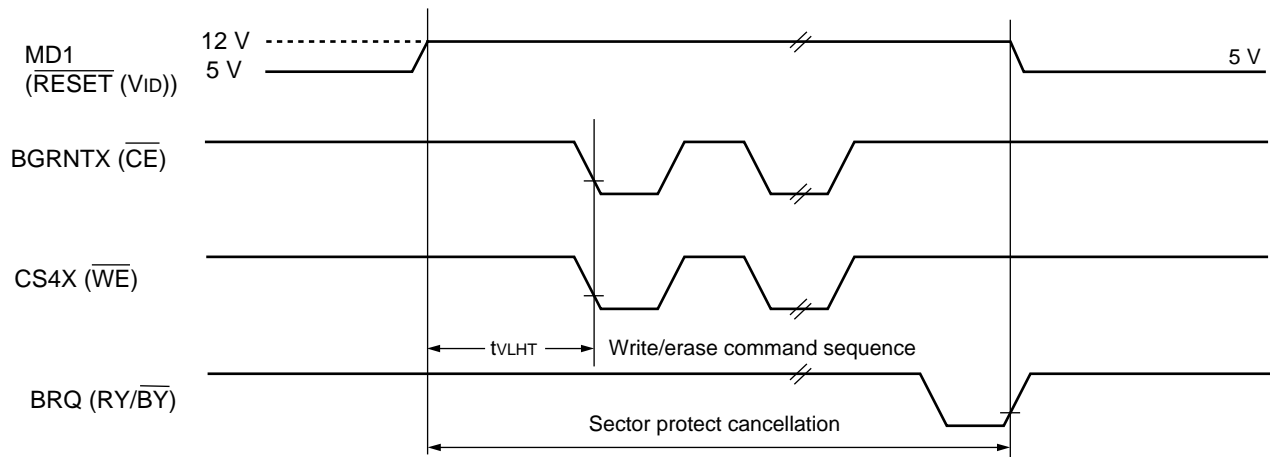 12 V
MD1
5 V
5 V
(RESET (VID))
BGRNTX (CE)
CS4X (WE)
tVLHT
Write/erase command sequence
BRQ (RY/BY)
Sector protect cancellation